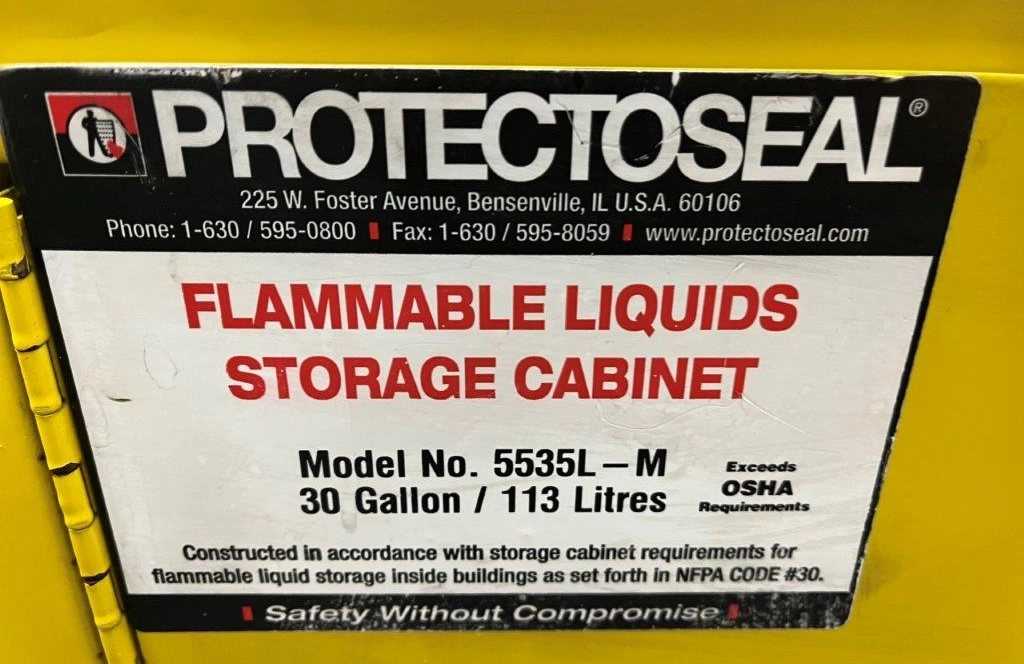 PROTECTOSEAL®
225 W. Foster Avenue, Bensenville, IL U.S.A. 60106
Phone: 1-630 / 595-0800 Fax: 1-630 / 595-8059 www.protectoseal.com
FLAMMABLE LIQUIDS
STORAGE CABINET
Model No. 5535L–M
30 Gallon / 113 Litres
Exceeds
OSHA
Requirements
Constructed in accordance with storage cabinet requirements for
flammable liquid storage inside buildings as set forth in NFPA CODE #30.
Safety Without Compromise